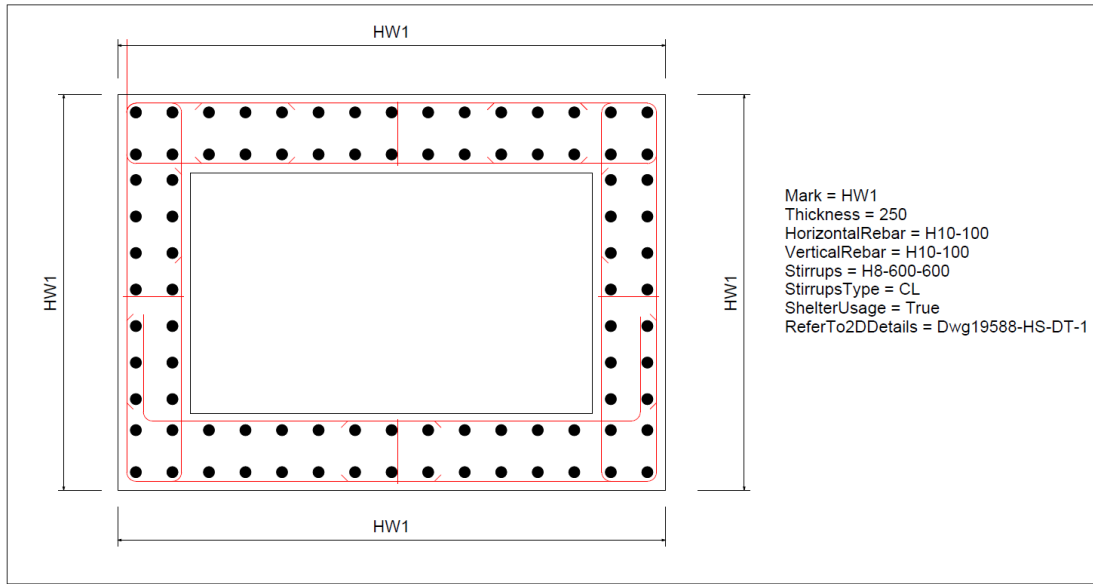 HW1
HW1
HW1
Mark = HW1
Thickness = 250
HorizontalRebar = H10-100
VerticalRebar = H10-100
Stirrups = H8-600-600
StirrupsType = CL
ShelterUsage = True
ReferTo2DDetails = Dwg19588-HS-DT-1
HW1